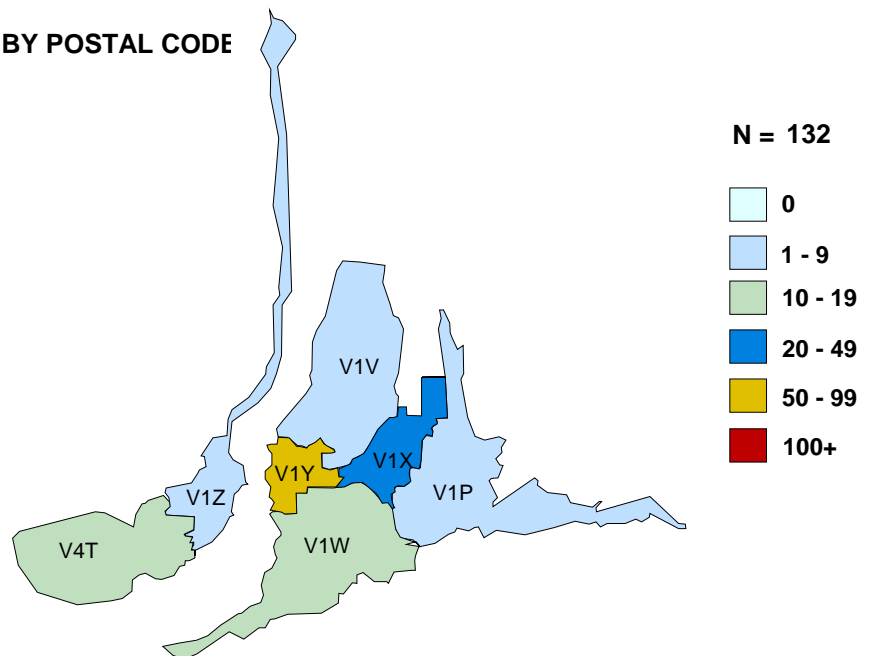 BY POSTAL CODE
N = 132
0
1 - 9
10 - 19
20 - 49
50 - 99
100+
V1V
V1X
V1Y
V1P
V1Z
V1W
V4T